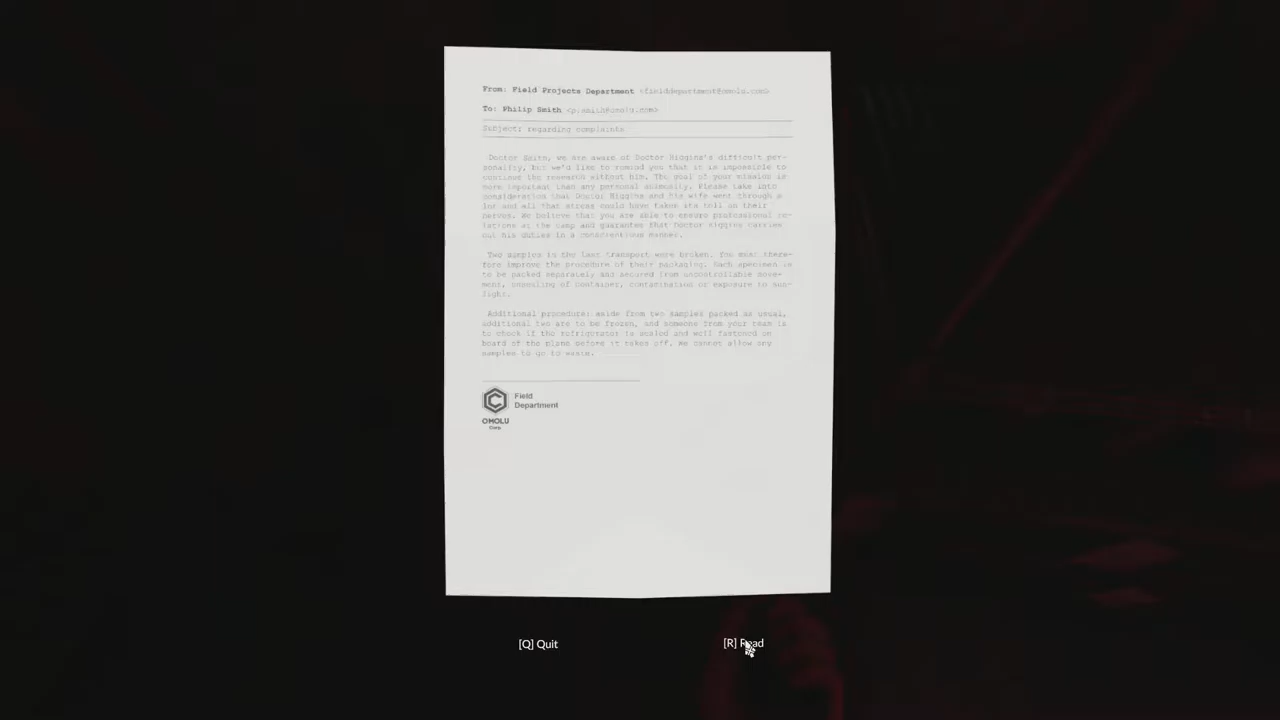 From: Field Projects Department <fielddepartment@omolu.com>
To: Philip Smith <p.smith@omolu.com>
Subject: regarding complaints
Doctor Smith, we are aware of Doctor Higgins's difficult per-
sonality, but we'd like to remind you that it is impossible to
continue the research without him. The goal of your mission is
more important than any personal animosity. Please take into
consideration that Doctor Higgins and his wife went through a
lot and all that stress could have taken its toll on their
nerves. We believe that you are able to ensure professional re-
lations at the camp and guarantee that Doctor Higgins carries
out his duties in a conscientious manner.
Two samples in the last transport were broken. You must there-
fore improve the procedure of their packaging. Each specimen is
to be packed separately and secured from uncontrollable move-
ment, unsealing of container, contamination or exposure to sun-
light.
Additional procedure: aside from two samples packed as usual,
additional two are to be frozen, and someone from your team is
to check if the refrigerator is sealed and well fastened on
board of the plane before it takes off. We cannot allow any
samples to go to waste.
Field
Department
OMOLU
Corp.
[Q] Quit
[R] Read